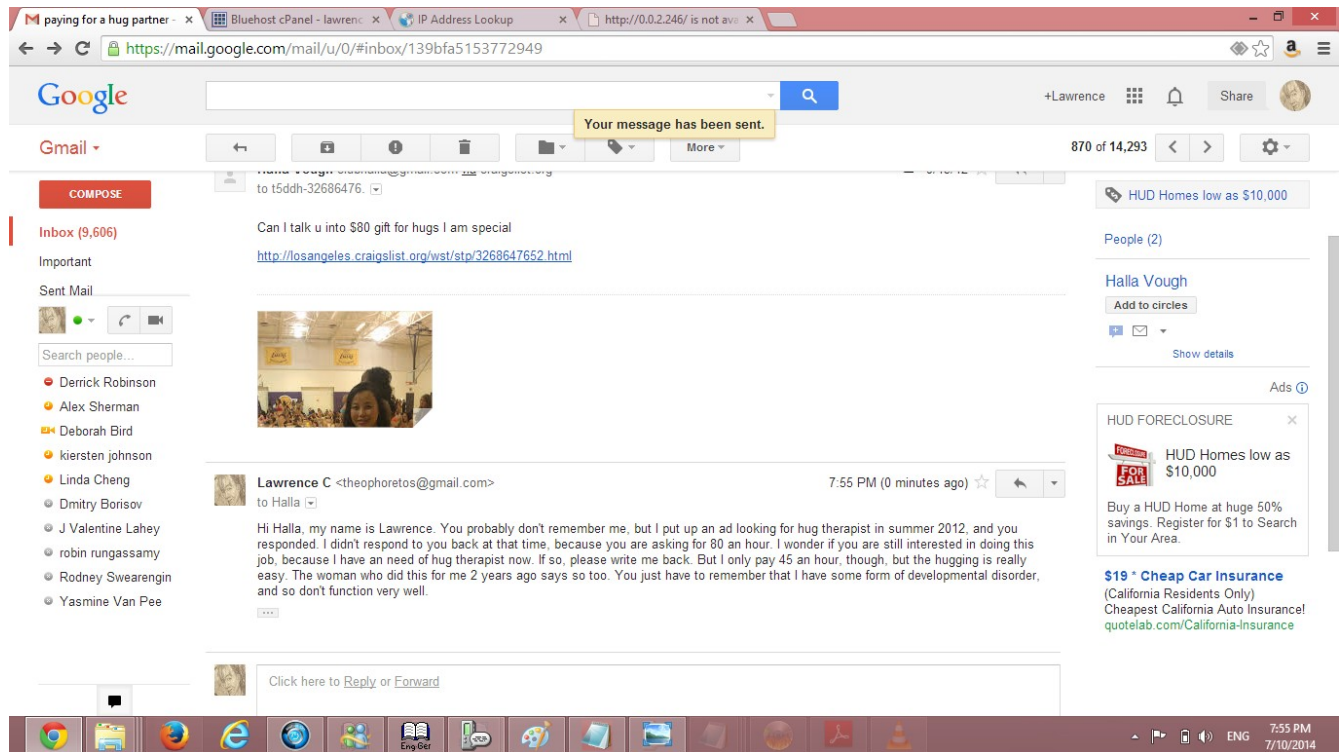 paying for a hug partner -
Bluehost cPanel - lawrenc
IP Address Lookup
http://0.0.2.246/ is not ava
https://mail.google.com/mail/u/0/#inbox/139bfa5153772949
Google
+Lawrence
Share
Your message has been sent.
Gmail
More
870 of 14,293
COMPOSE
Inbox (9,606)
Important
Sent Mail
Search people...
Derrick Robinson
Alex Sherman
Deborah Bird
kiersten johnson
Linda Cheng
Dmitry Borisov
J Valentine Lahey
robin rungassamy
Rodney Swearengin
Yasmine Van Pee
to t5ddh-32686476.
Can I talk u into $80 gift for hugs I am special
http://losangeles.craigslist.org/wst/stp/3268647652.html
Lawrence C <theophoretos@gmail.com>
7:55 PM (0 minutes ago)
to Halla
Hi Halla, my name is Lawrence. You probably don't remember me, but I put up an ad looking for hug therapist in summer 2012, and you
responded. I didn't respond to you back at that time, because you are asking for 80 an hour. I wonder if you are still interested in doing this
job, because I have an need of hug therapist now. If so, please write me back. But I only pay 45 an hour, though, but the hugging is really
easy. The woman who did this for me 2 years ago says so too. You just have to remember that I have some form of developmental disorder,
and so don't function very well.
Click here to Reply or Forward
HUD Homes low as $10,000
People (2)
Halla Vough
Add to circles
Show details
Ads
HUD FORECLOSURE
FORECLOSURE
FOR
SALE
HUD Homes low as
$10,000
Buy a HUD Home at huge 50%
savings. Register for $1 to Search
in Your Area.
$19 * Cheap Car Insurance
(California Residents Only)
Cheapest California Auto Insurance!
quotelab.com/California-Insurance
Eng Ger
ENG
7:55 PM
7/10/2014